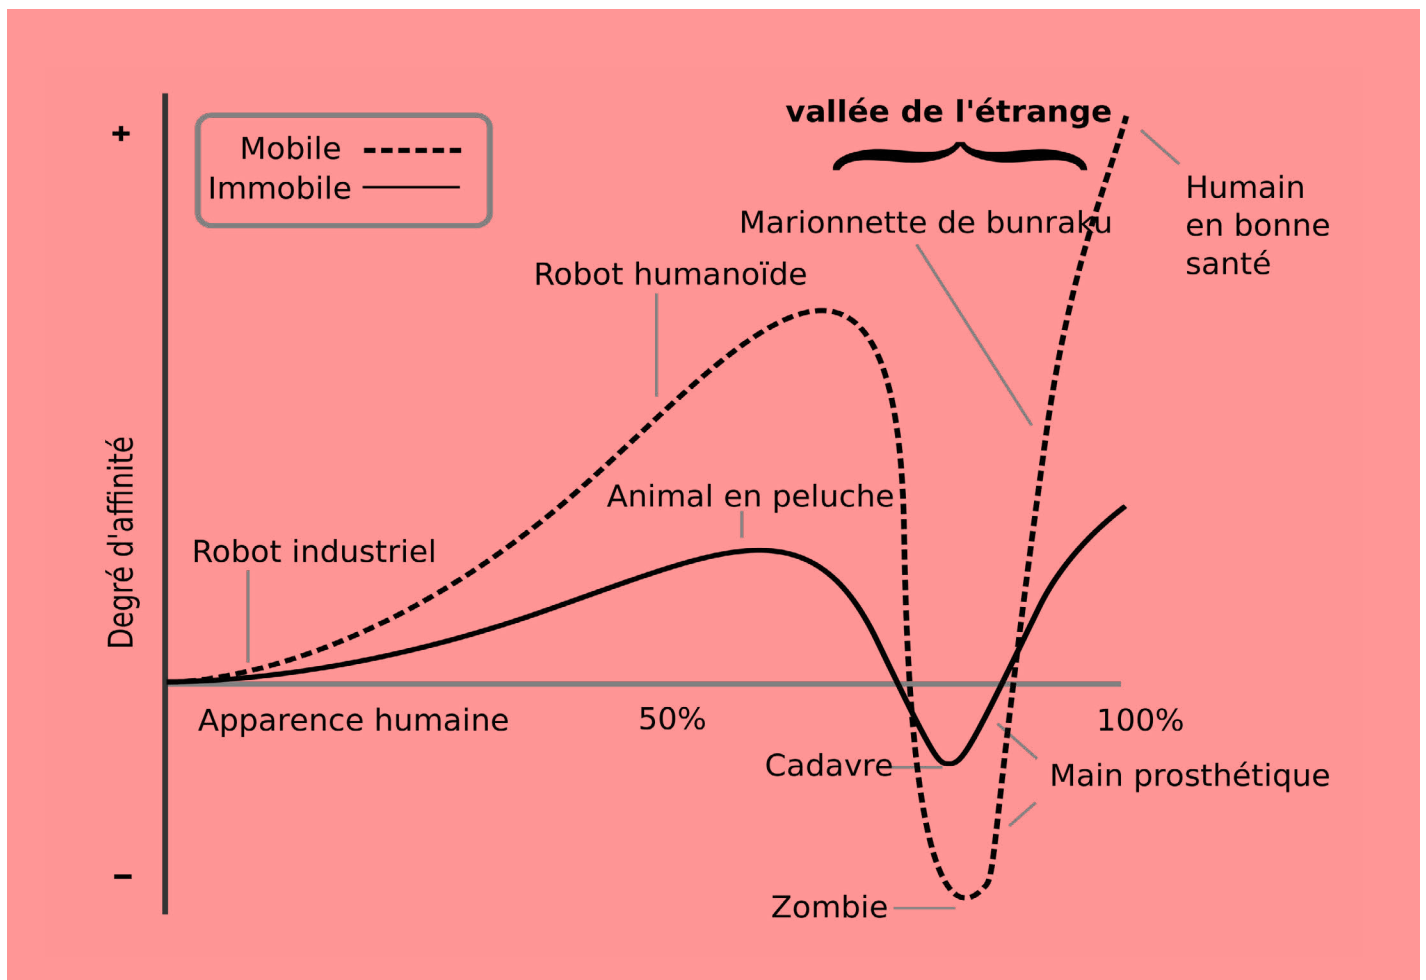 vallée de l'étrange
+
Mobile
Immobile
Humain
en bonne
santé
Marionnette de bunraku
Robot humanoïde
Degré d'affinité
Animal en peluche
Robot industriel
Apparence humaine
50%
100%
Cadavre
Main prosthétique
−
Zombie